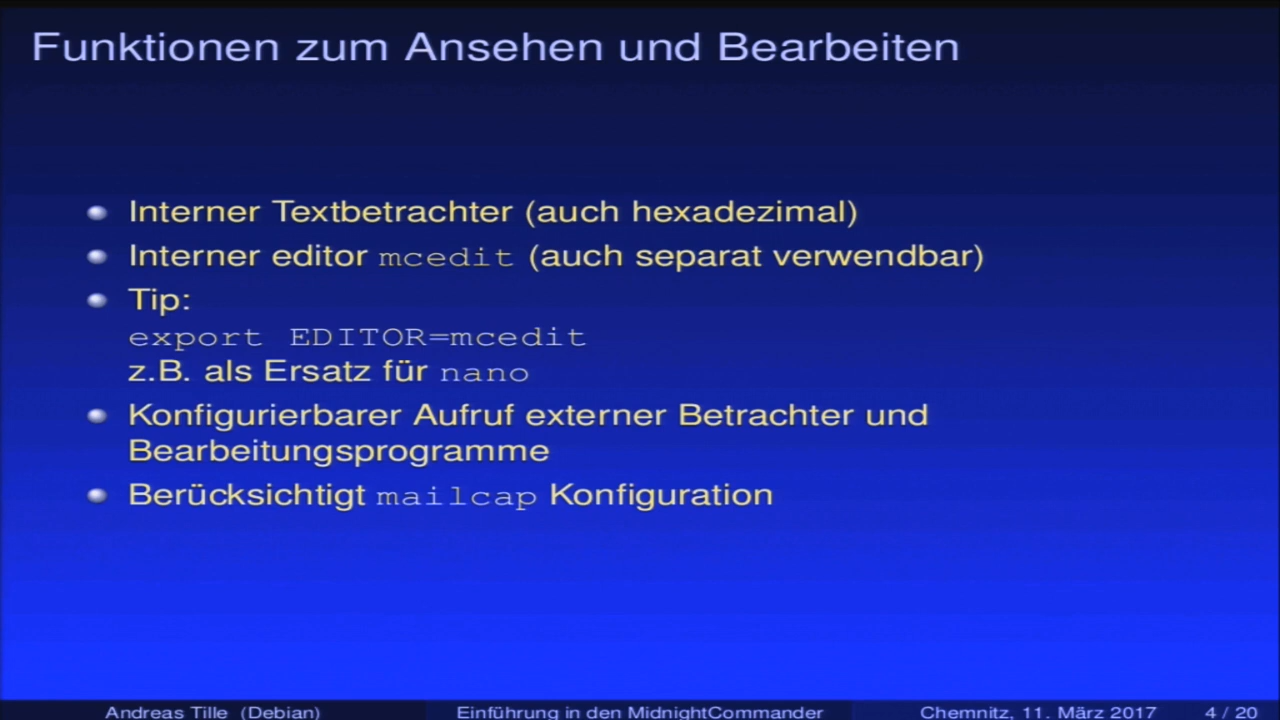 Funktionen zum Ansehen und Bearbeiten
Interner Textbetrachter (auch hexadezimal)
Interner editor mcedit (auch separat verwendbar)
Tip:
export EDITOR=mcedit
z.B. als Ersatz für nano
Konfigurierbarer Aufruf externer Betrachter und
Bearbeitungsprogramme
Berücksichtigt mailcap Konfiguration
Andreas Tille (Debian) Einführung in den MidnightCommander Chemnitz, 11. März 2017 4 / 20